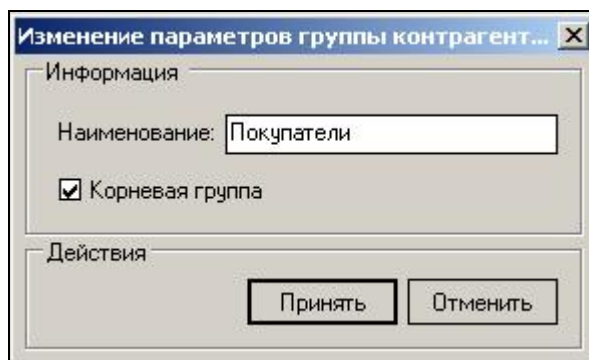 Изменение параметров группы контрагент...
Информация
Наименование: Покупатели
Корневая группа
Действия
Принять Отменить